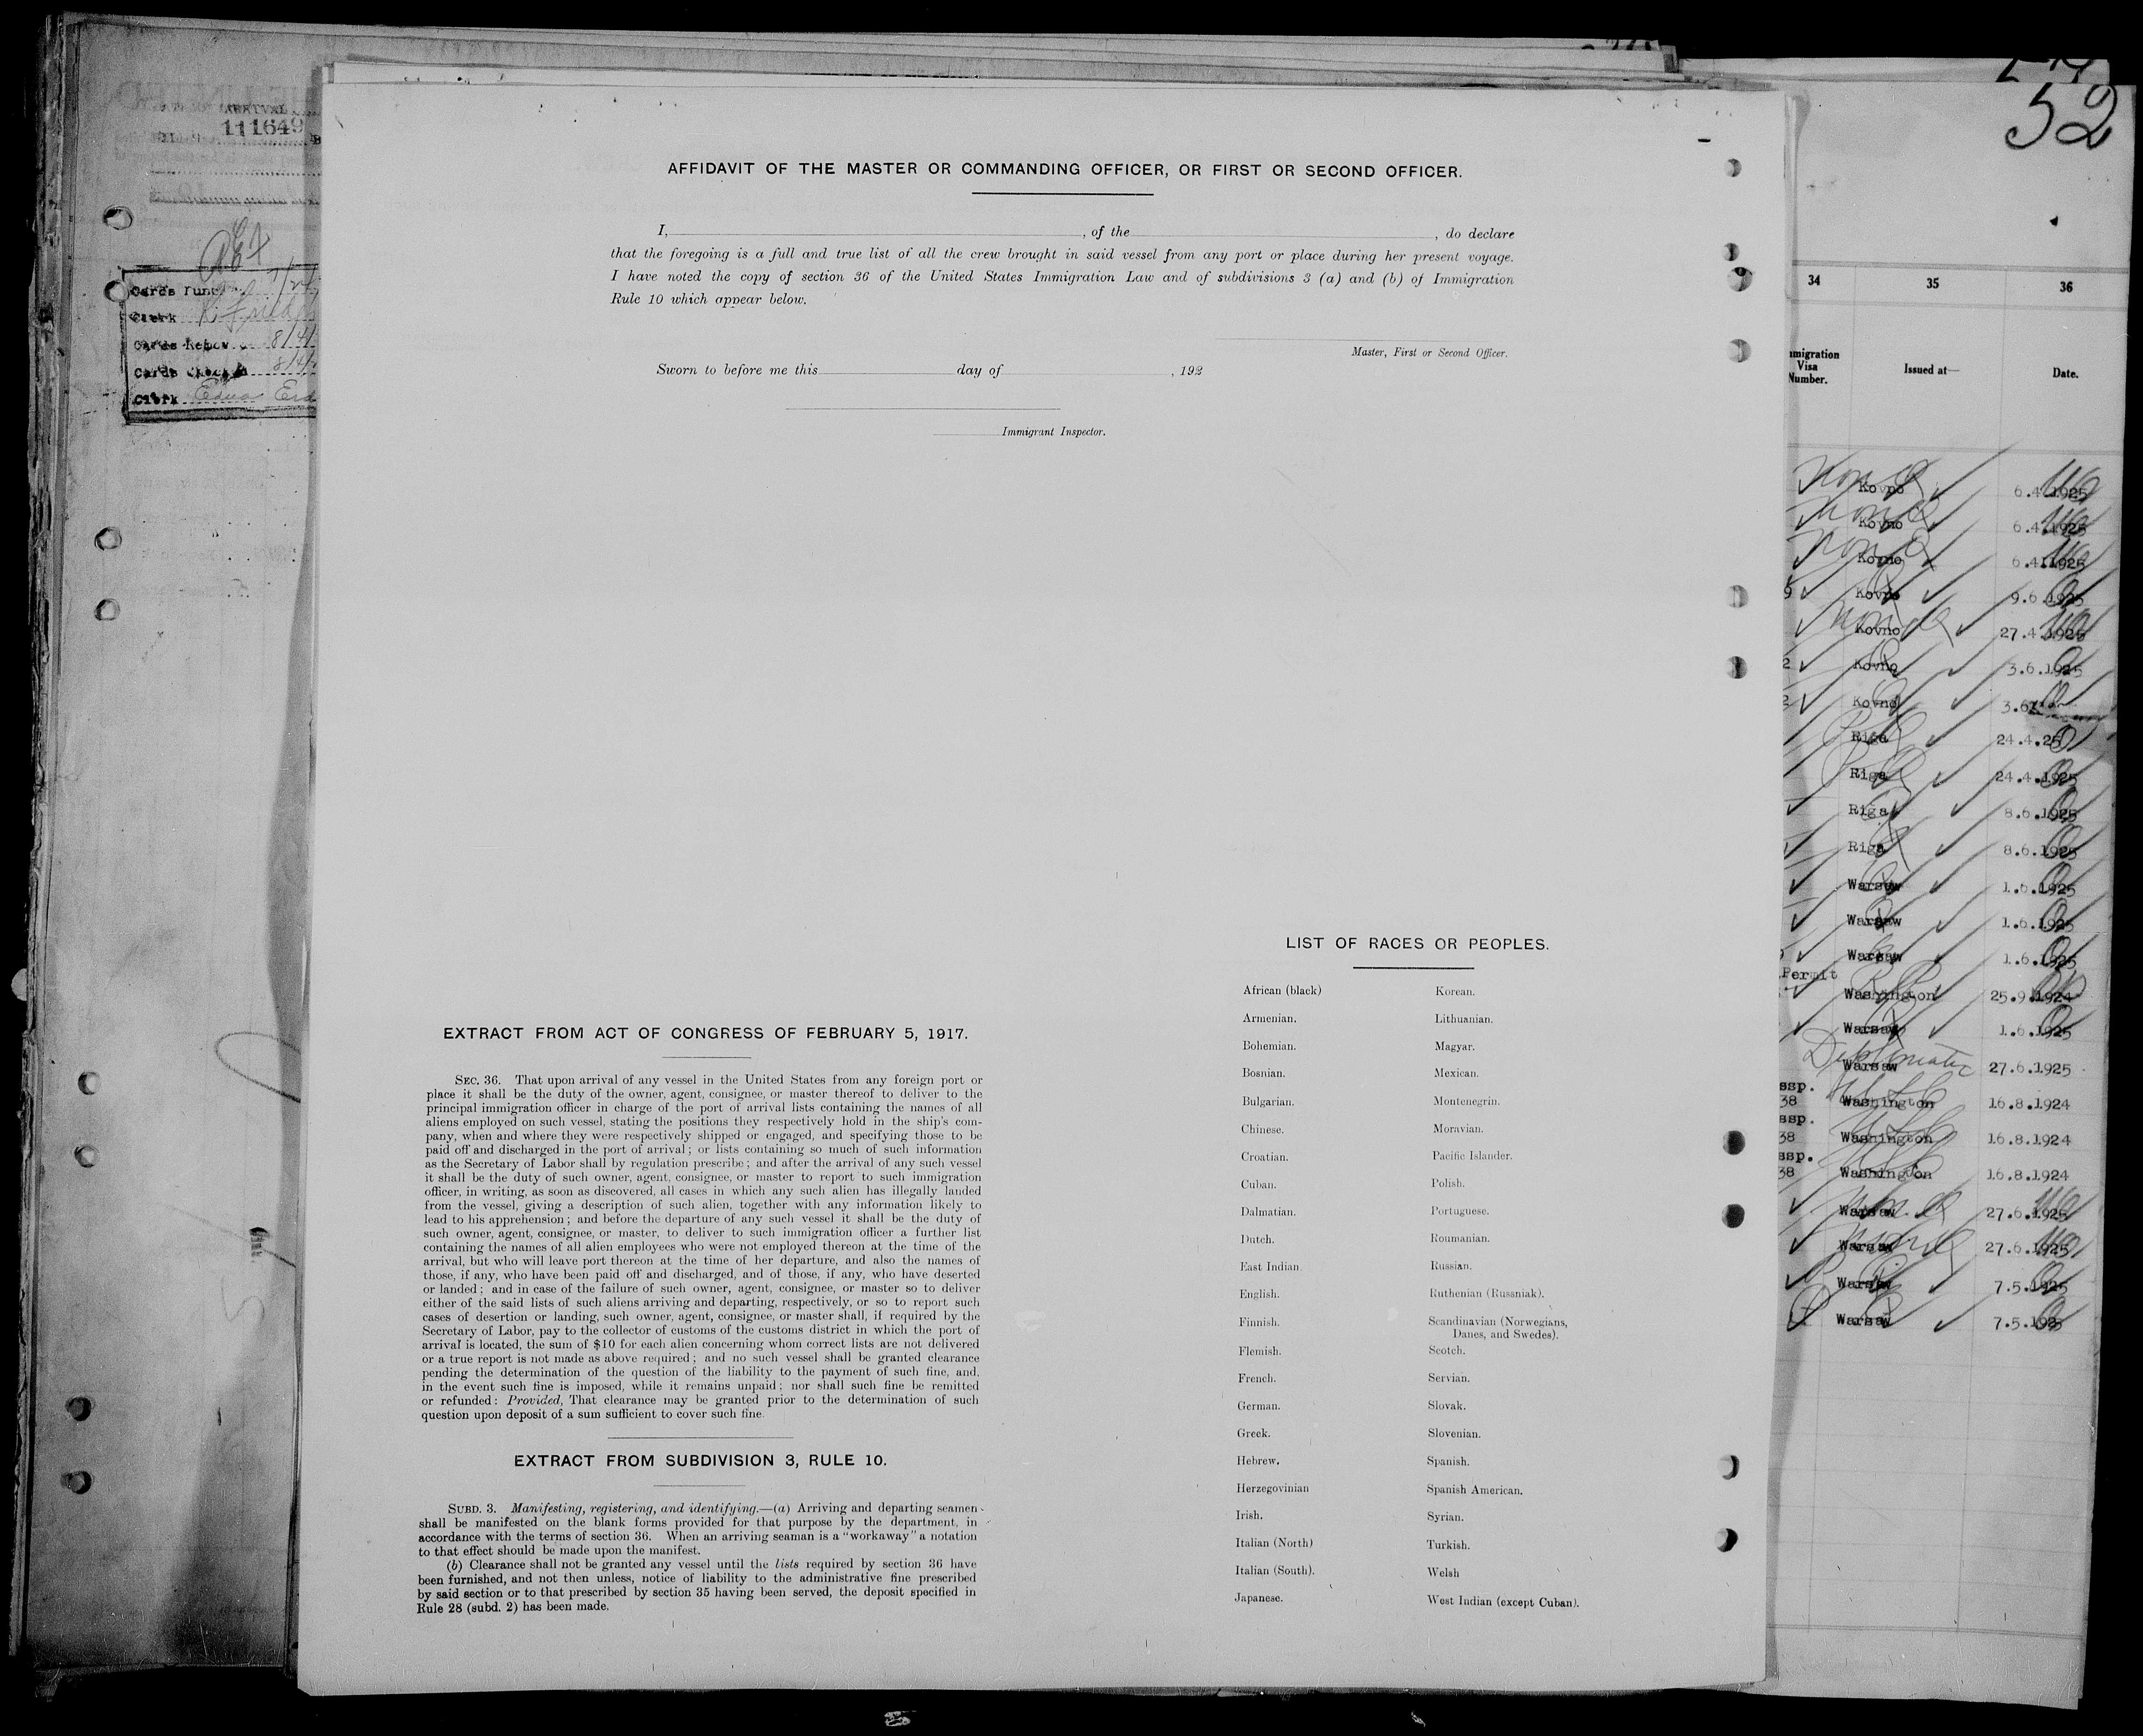 ARRIVAL
111649
Cards
Clerk
Cards
Cards
Clerk Edna
AFFIDAVIT OF THE MASTER OR COMMANDING OFFICER, OR FIRST OR SECOND OFFICER.
I, , of the , do declare
that the foregoing is a full and true list of all the crew brought in said vessel from any port or place during her present voyage.
I have noted the copy of section 36 of the United States Immigration Law and of subdivisions 3 (a) and (b) of Immigration
Rule 10 which appear below.
Master, First or Second Officer.
Sworn to before me this day of , 192
Immigrant Inspector.
EXTRACT FROM ACT OF CONGRESS OF FEBRUARY 5, 1917.
SEC. 36. That upon arrival of any vessel in the United States from any foreign port or
place it shall be the duty of the owner, agent, consignee, or master thereof to deliver to the
principal immigration officer in charge of the port of arrival lists containing the names of all
aliens employed on such vessel, stating the positions they respectively hold in the ship's com-
pany, when and where they were respectively shipped or engaged, and specifying those to be
paid off and discharged in the port of arrival; or lists containing so much of such information
as the Secretary of Labor shall by regulation prescribe; and after the arrival of any such vessel
it shall be the duty of such owner, agent, consignee, or master to report to such immigration
officer, in writing, as soon as discovered, all cases in which any such alien has illegally landed
from the vessel, giving a description of such alien, together with any information likely to
lead to his apprehension; and before the departure of any such vessel it shall be the duty of
such owner, agent, consignee, or master, to deliver to such immigration officer a further list
containing the names of all alien employees who were not employed thereon at the time of the
arrival, but who will leave port thereon at the time of her departure, and also the names of
those, if any, who have been paid off and discharged, and of those, if any, who have deserted
or landed; and in case of the failure of such owner, agent, consignee, or master so to deliver
either of the said lists of such aliens arriving and departing, respectively, or so to report such
cases of desertion or landing, such owner, agent, consignee, or master shall, if required by the
Secretary of Labor, pay to the collector of customs of the customs district in which the port of
arrival is located, the sum of $10 for each alien concerning whom correct lists are not delivered
or a true report is not made as above required; and no such vessel shall be granted clearance
pending the determination of the question of the liability to the payment of such fine, and,
in the event such fine is imposed, while it remains unpaid; nor shall such fine be remitted
or refunded: Provided, That clearance may be granted prior to the determination of such
question upon deposit of a sum sufficient to cover such fine.
EXTRACT FROM SUBDIVISION 3, RULE 10.
SUBD. 3. Manifesting, registering, and identifying.—(a) Arriving and departing seamen
shall be manifested on the blank forms provided for that purpose by the department, in
accordance with the terms of section 36. When an arriving seaman is a "workaway" a notation
to that effect should be made upon the manifest.
(b) Clearance shall not be granted any vessel until the lists required by section 36 have
been furnished, and not then unless, notice of liability to the administrative fine prescribed
by said section or to that prescribed by section 35 having been served, the deposit specified in
Rule 28 (subd. 2) has been made.
LIST OF RACES OR PEOPLES.
African (black) Korean.
Armenian. Lithuanian.
Bohemian. Magyar.
Bosnian. Mexican.
Bulgarian. Montenegrin.
Chinese. Moravian.
Croatian. Pacific Islander.
Cuban. Polish.
Dalmatian. Portuguese.
Dutch. Roumanian.
East Indian Russian.
English. Ruthenian (Russniak).
Finnish. Scandinavian (Norwegians,
Danes, and Swedes).
Flemish. Scotch.
French. Servian.
German. Slovak.
Greek. Slovenian.
Hebrew. Spanish.
Herzegovinian Spanish American.
Irish. Syrian.
Italian (North) Turkish.
Italian (South). Welsh
Japanese. West Indian (except Cuban).
52
34 35 36
mmigration
Visa
Number. Issued at— Date.
Kovno 6.4.1925
Kovno 6.4.1925
Kovno 6.4.1925
9 Kovno 9.6.1925
Kovno 27.4.1925
2 Kovno 3.6.1925
2 Kovno 3.6.
Riga 24.4.25
Riga 24.4.1925
Riga 8.6.1925
Riga 8.6.1925
Warsaw 1.6.1925
Warsaw 1.6.1925
Warsaw 1.6.1925
Permit
Washington 25.9.1924
Warsaw 1.6.1925
Diplomatic
Warsaw 27.6.1925
ssp.
38 Washington 16.8.1924
ssp.
38 Washington 16.8.1924
ssp.
38 Washington 16.8.1924
Warsaw 27.6.1925
Warsaw 27.6.1925
Warsaw 7.5.1925
Warsaw 7.5.1925